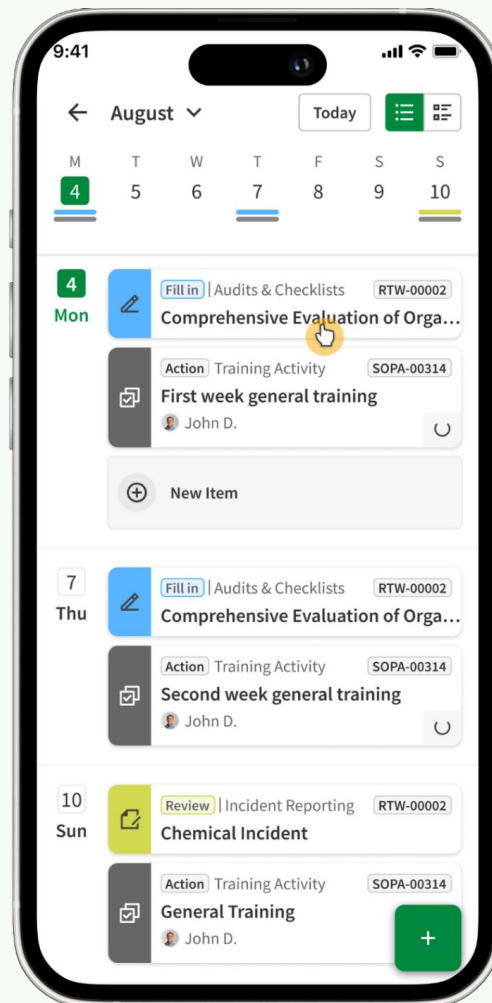 9:41
August
Today
M T W T F S S
4 5 6 7 8 9 10
4
Mon
Fill in | Audits & Checklists RTW-00002
Comprehensive Evaluation of Orga...
Action Training Activity SOPA-00314
First week general training
John D.
New Item
7
Thu
Fill in | Audits & Checklists RTW-00002
Comprehensive Evaluation of Orga...
Action Training Activity SOPA-00314
Second week general training
John D.
10
Sun
Review | Incident Reporting RTW-00002
Chemical Incident
Action Training Activity SOPA-00314
General Training
John D.
+